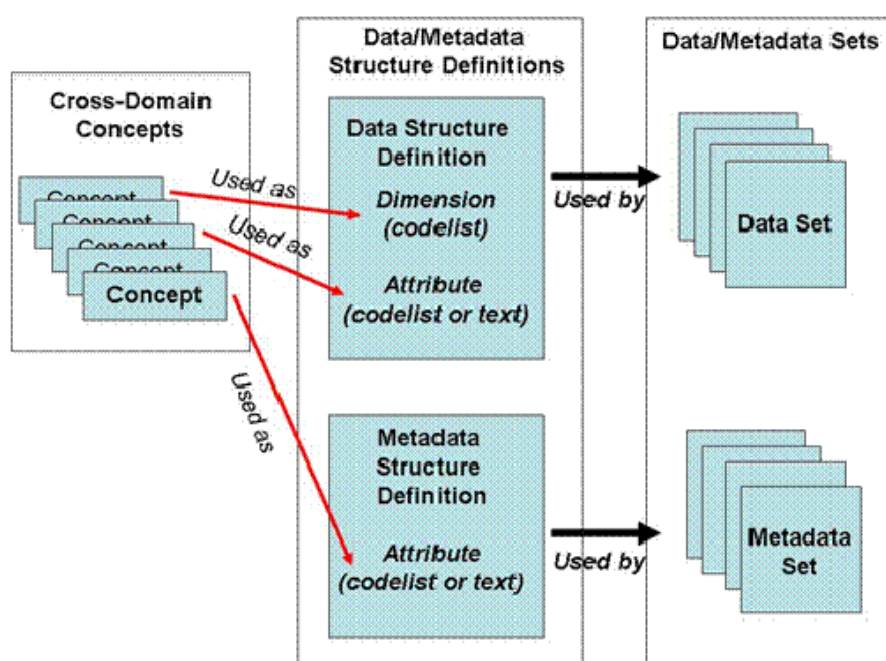 Cross-Domain
Concepts
Concept
Concept
Concept
Concept
Concept
Used as
Used as
Used as
Data/Metadata
Structure Definitions
Data Structure
Definition
Dimension
(codelist)
Attribute
(codelist or text)
Metadata
Structure
Definition
Attribute
(codelist or text)
Used by
Used by
Data/Metadata Sets
Data Set
Metadata
Set